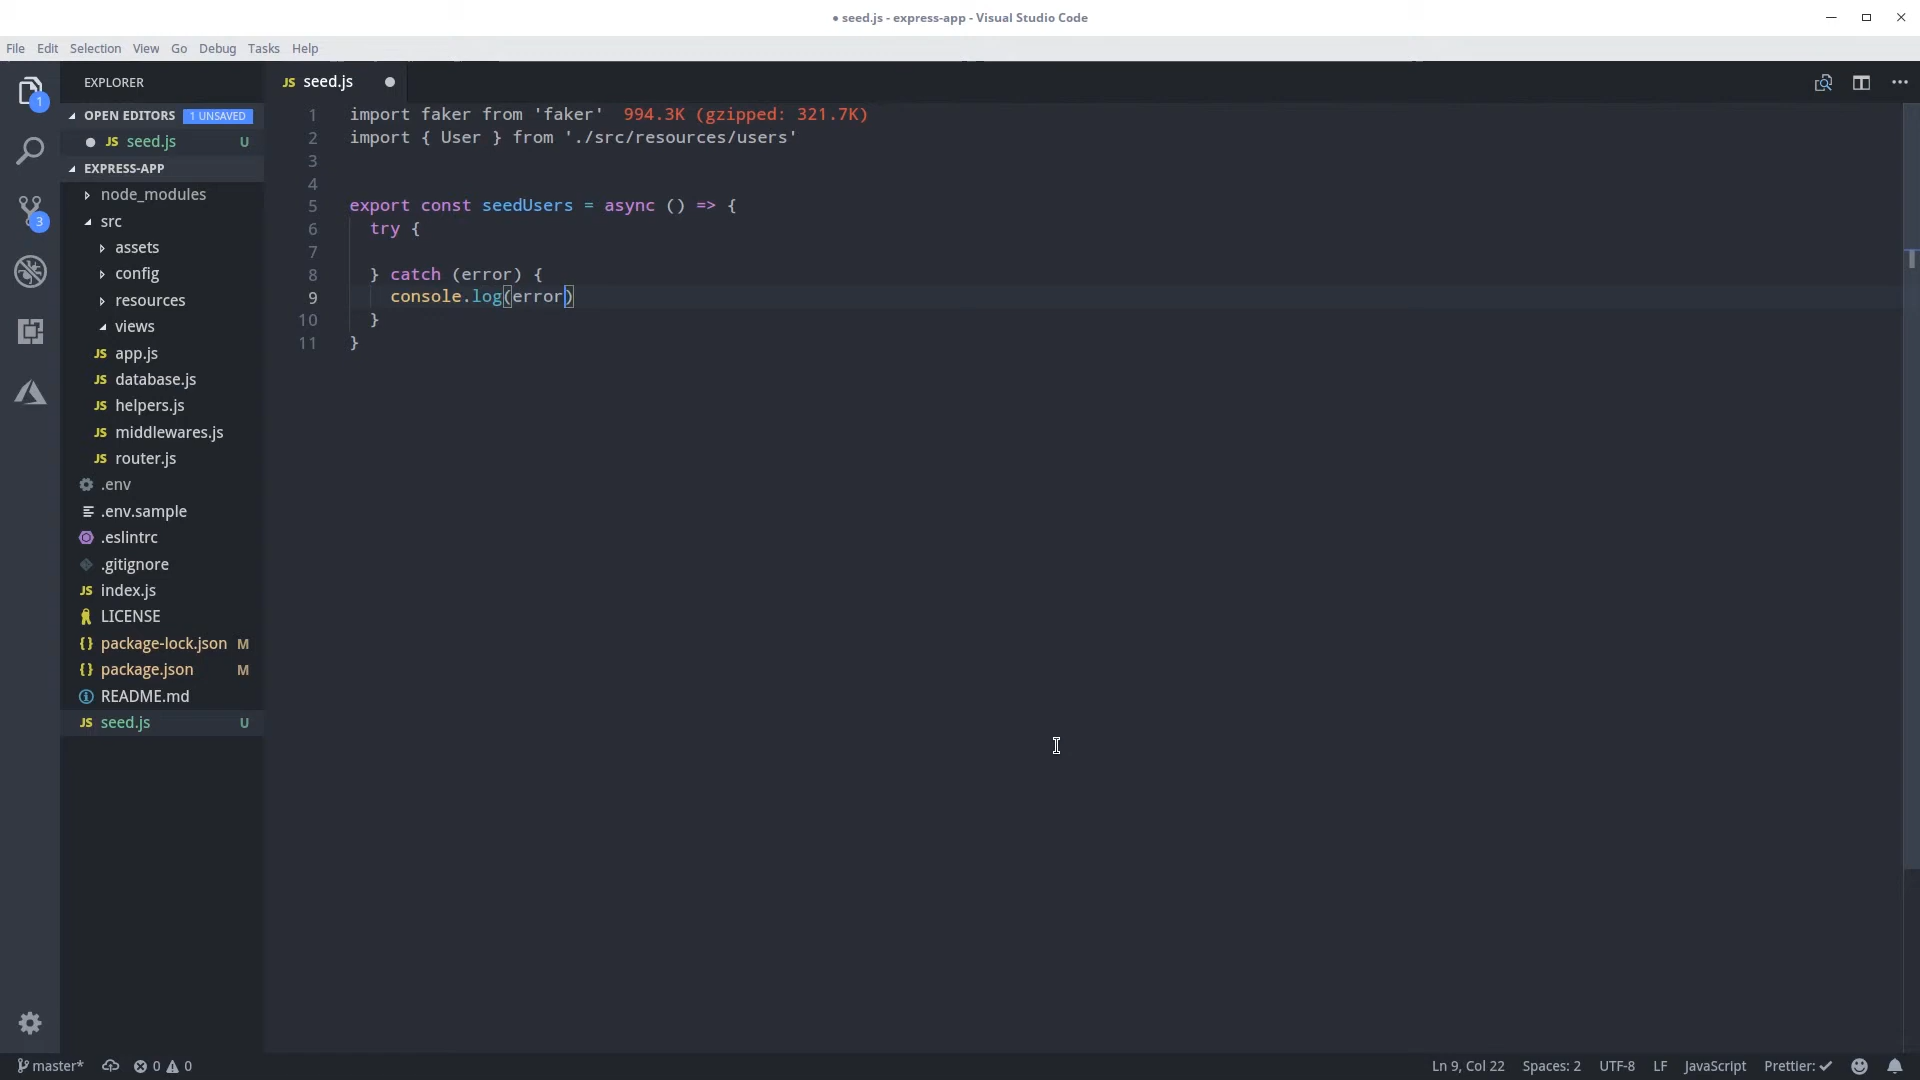 ● seed.js - express-app - Visual Studio Code
File Edit Selection View Go Debug Tasks Help
EXPLORER
OPEN EDITORS 1 UNSAVED
JS seed.js U
EXPRESS-APP
node_modules
src
assets
config
resources
views
JS app.js
JS database.js
JS helpers.js
JS middlewares.js
JS router.js
.env
.env.sample
.eslintrc
.gitignore
JS index.js
LICENSE
{} package-lock.json M
{} package.json M
README.md
JS seed.js U
1
3
JS seed.js
1 import faker from 'faker' 994.3K (gzipped: 321.7K)
2 import { User } from './src/resources/users'
3
4
5 export const seedUsers = async () => {
6 try {
7
8 } catch (error) {
9 console.log(error)
10 }
11 }
master* 0 0 Ln 9, Col 22 Spaces: 2 UTF-8 LF JavaScript Prettier: ✓